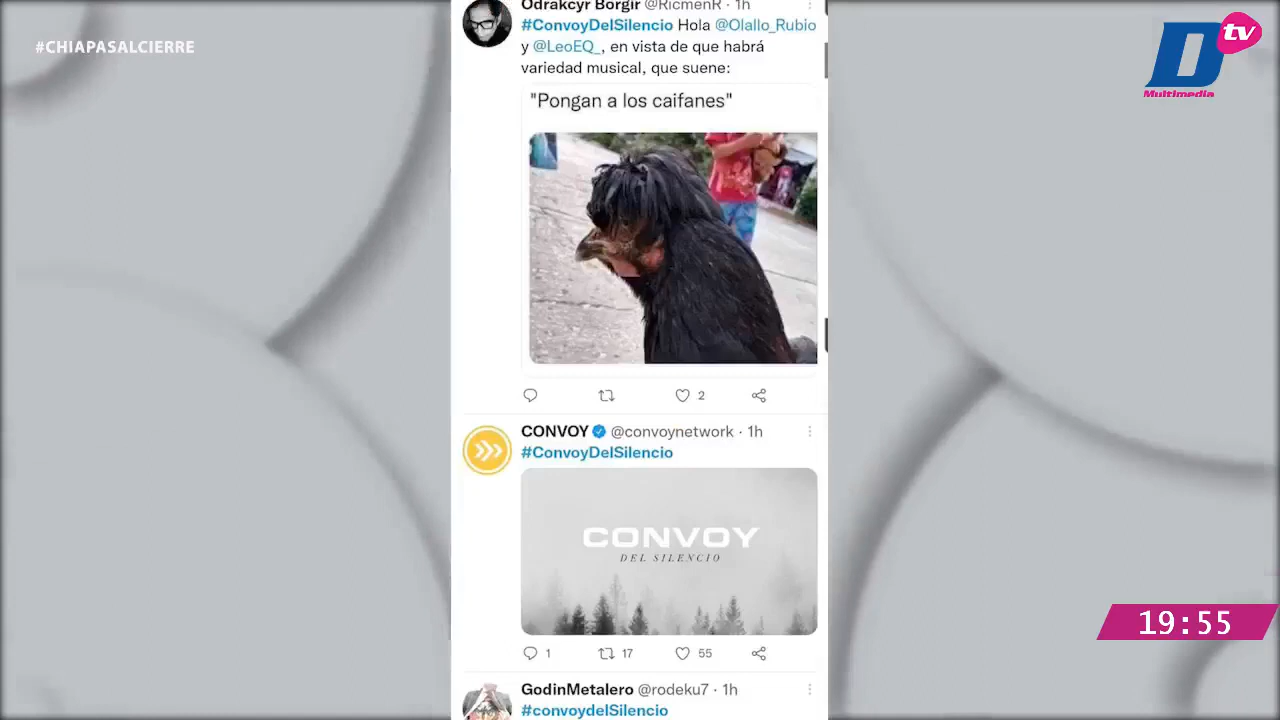 #CHIAPASALCIERRE
Odrakcyr Borgir @RicmenR · 1h
#ConvoyDelSilencio Hola @Olallo_Rubio
y @LeoEQ_, en vista de que habrá
variedad musical, que suene:
"Pongan a los caifanes"
2
CONVOY @convoynetwork · 1h
#ConvoyDelSilencio
CONVOY
DEL SILENCIO
1 17 55
GodinMetalero @rodeku7 · 1h
#convoydelSilencio
D tv
Multimedia
19:55